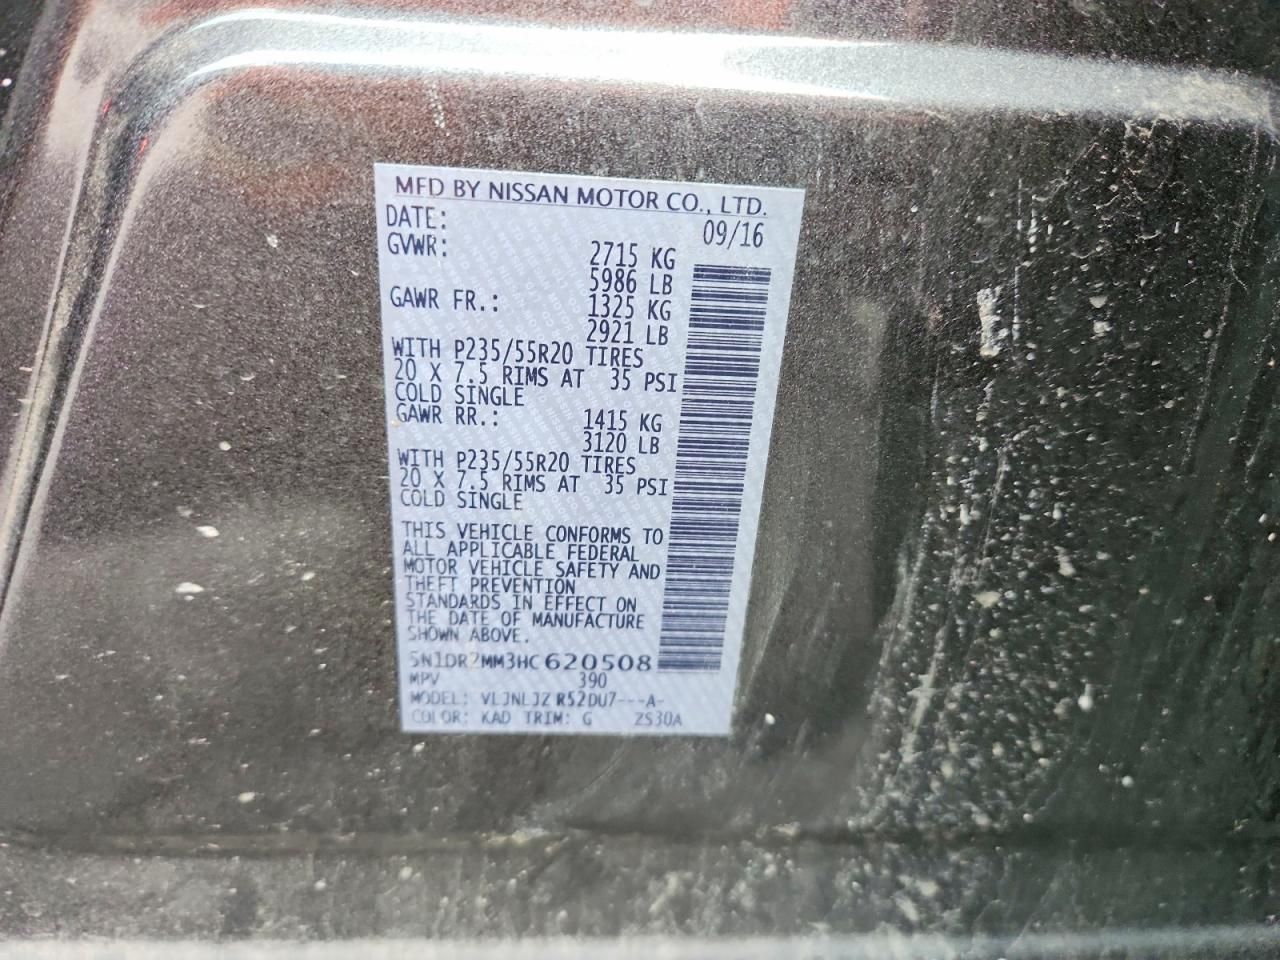 MFD BY NISSAN MOTOR CO., LTD.
DATE: 09/16
GVWR: 2715 KG
5986 LB
GAWR FR.: 1325 KG
2921 LB
WITH P235/55R20 TIRES
20 X 7.5 RIMS AT 35 PSI
COLD SINGLE
GAWR RR.: 1415 KG
3120 LB
WITH P235/55R20 TIRES
20 X 7.5 RIMS AT 35 PSI
COLD SINGLE
THIS VEHICLE CONFORMS TO
ALL APPLICABLE FEDERAL
MOTOR VEHICLE SAFETY AND
THEFT PREVENTION
STANDARDS IN EFFECT ON
THE DATE OF MANUFACTURE
SHOWN ABOVE.
5N1DR2MM3HC620508
MPV 390
MODEL: VLJNLJZ R52DU7---A-
COLOR: KAD TRIM: G ZS30A